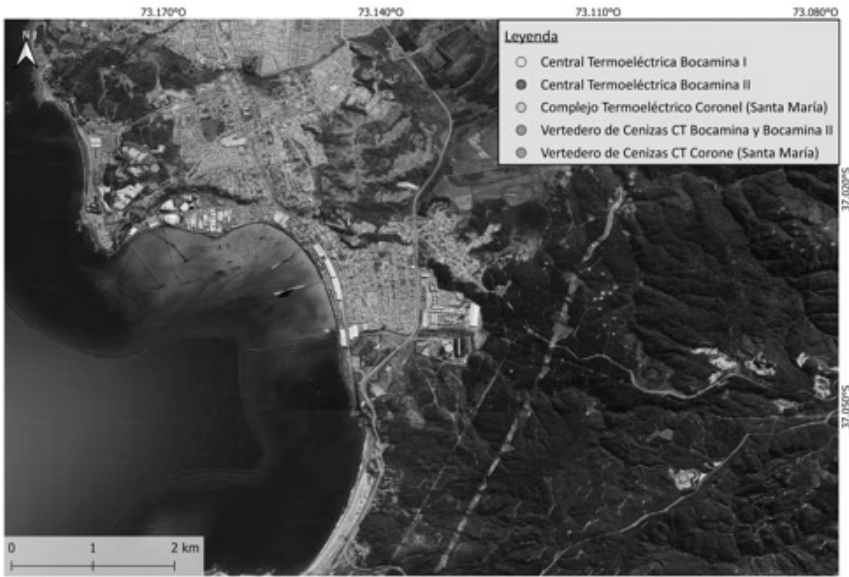 73.170°O 73.140°O 73.110°O 73.080°O
N
Leyenda
Central Termoeléctrica Bocamina I
Central Termoeléctrica Bocamina II
Complejo Termoeléctrico Coronel (Santa María)
Vertedero de Cenizas CT Bocamina y Bocamina II
Vertedero de Cenizas CT Corone (Santa María)
37.020°S
37.050°S
0 1 2 km